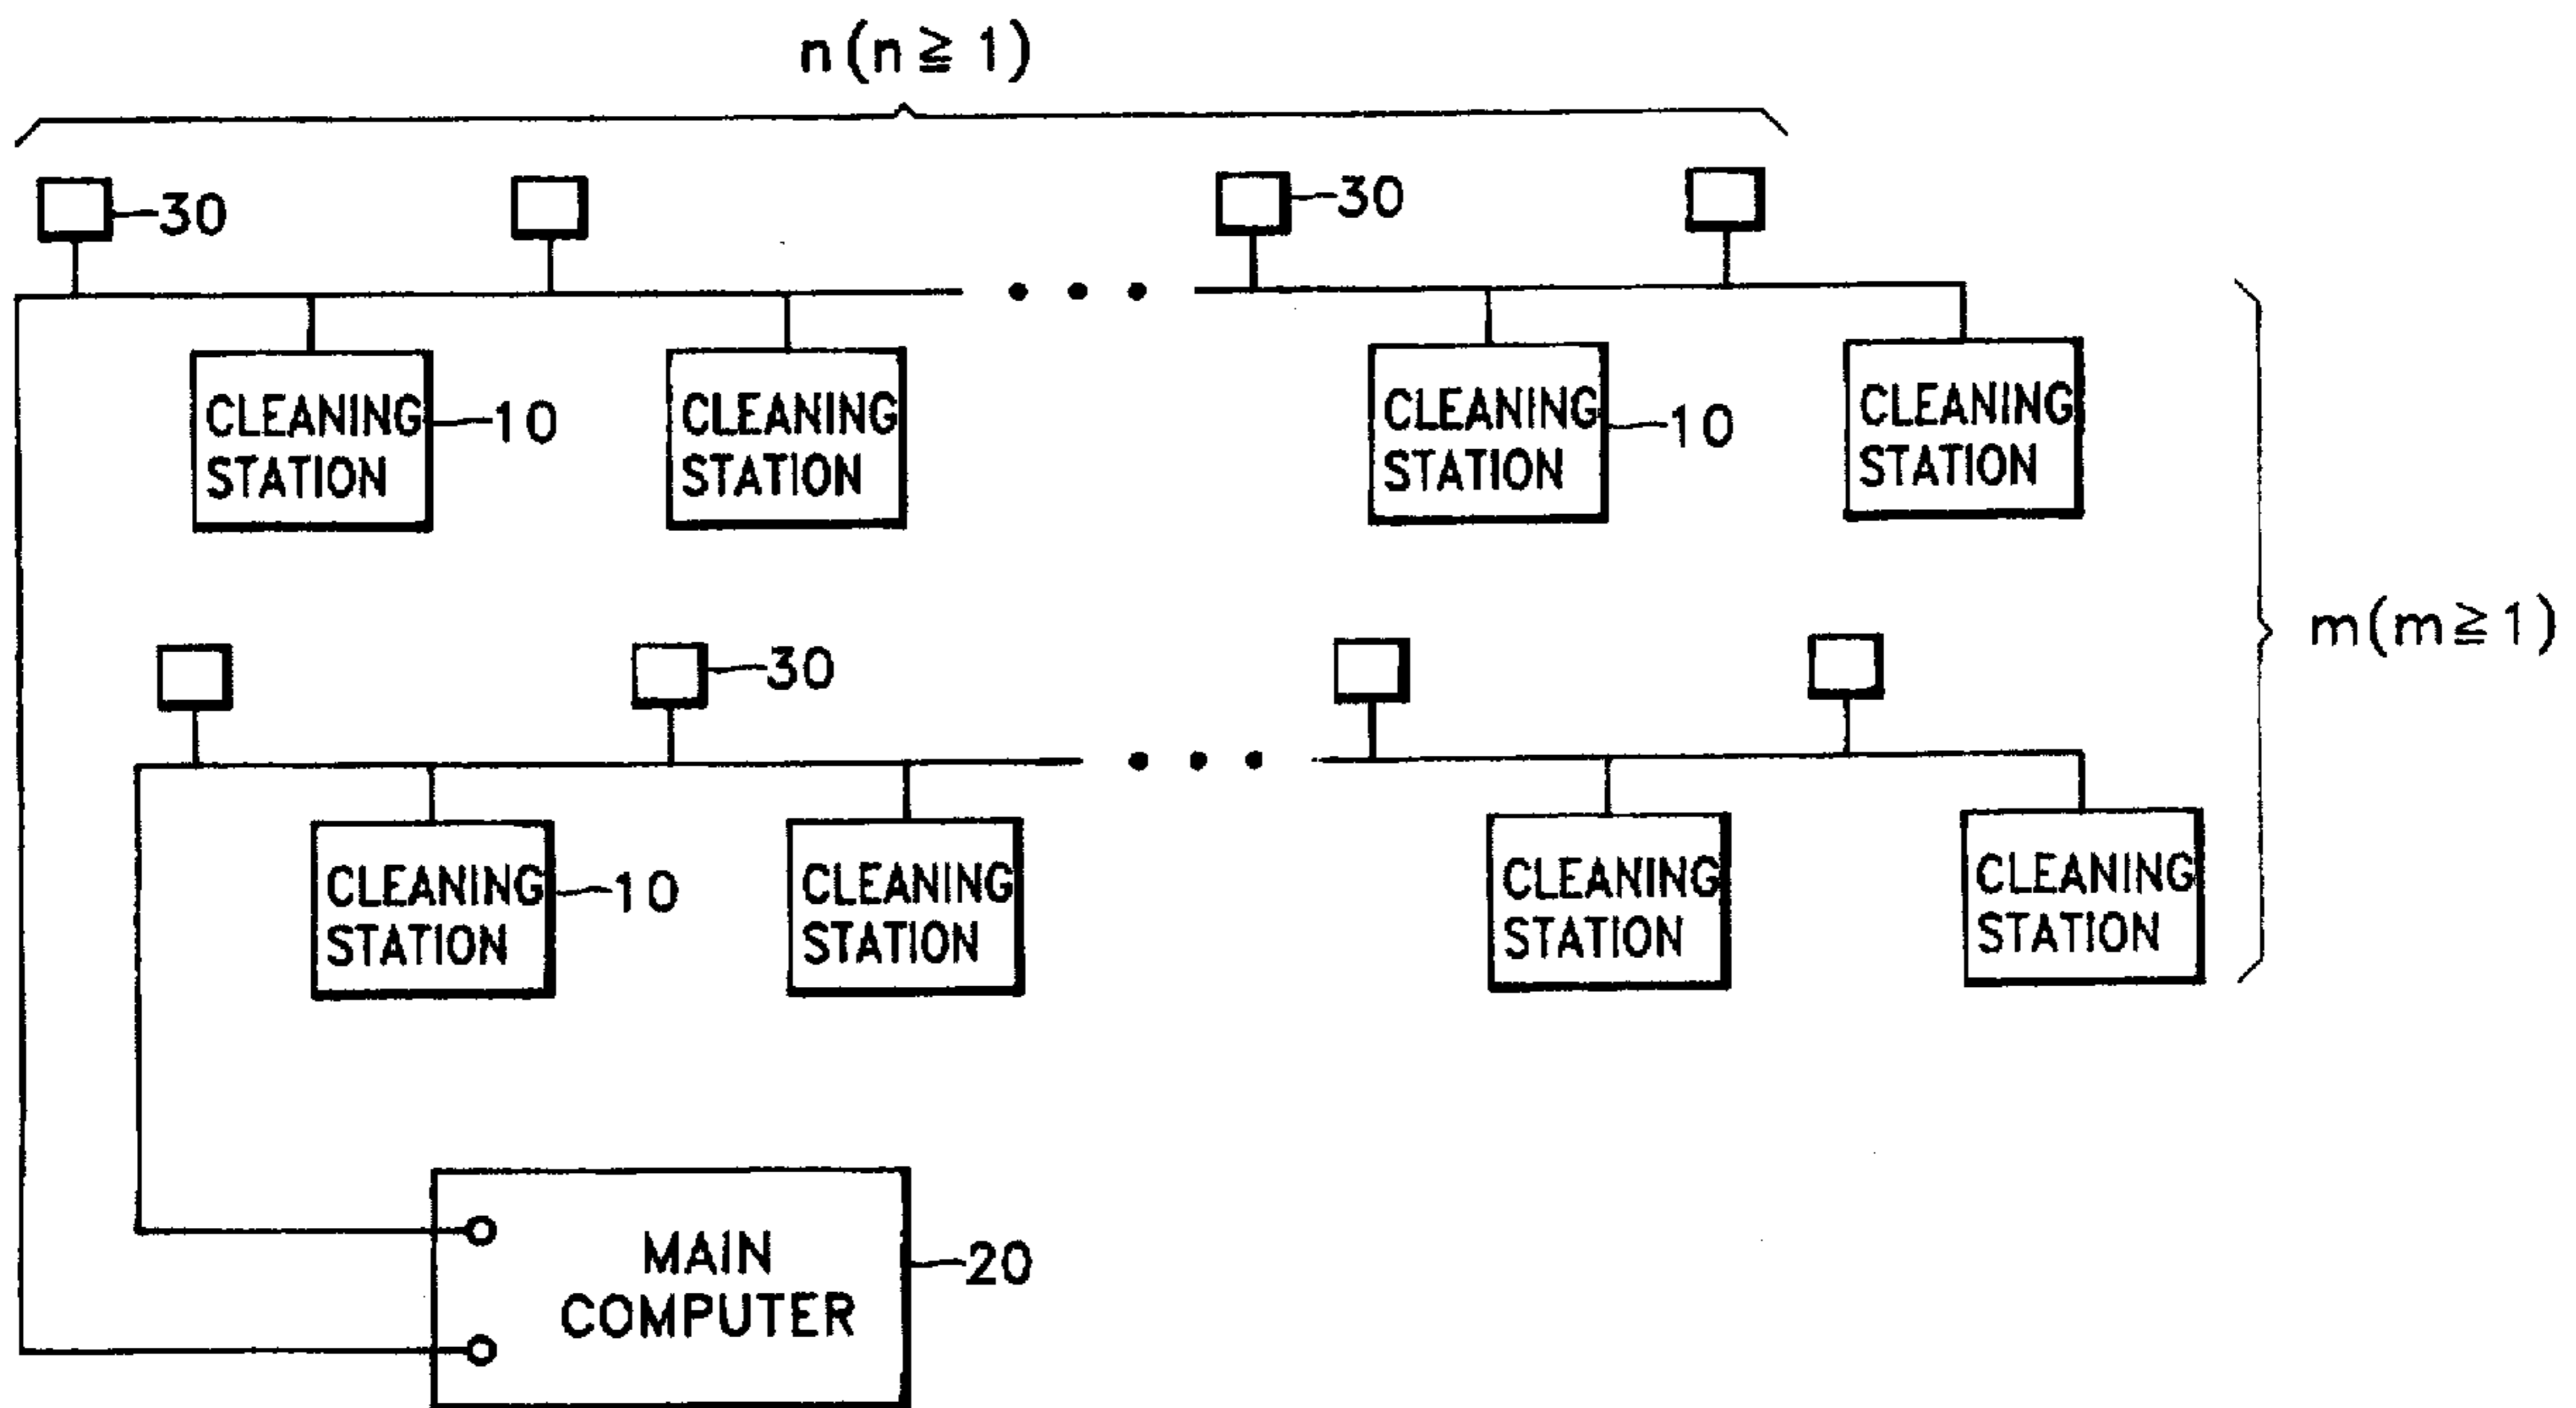 n(n≧1)
30
30
CLEANING
STATION
10
CLEANING
STATION
CLEANING
STATION
10
CLEANING
STATION
m(m≧1)
30
CLEANING
STATION
10
CLEANING
STATION
CLEANING
STATION
CLEANING
STATION
MAIN
COMPUTER
20